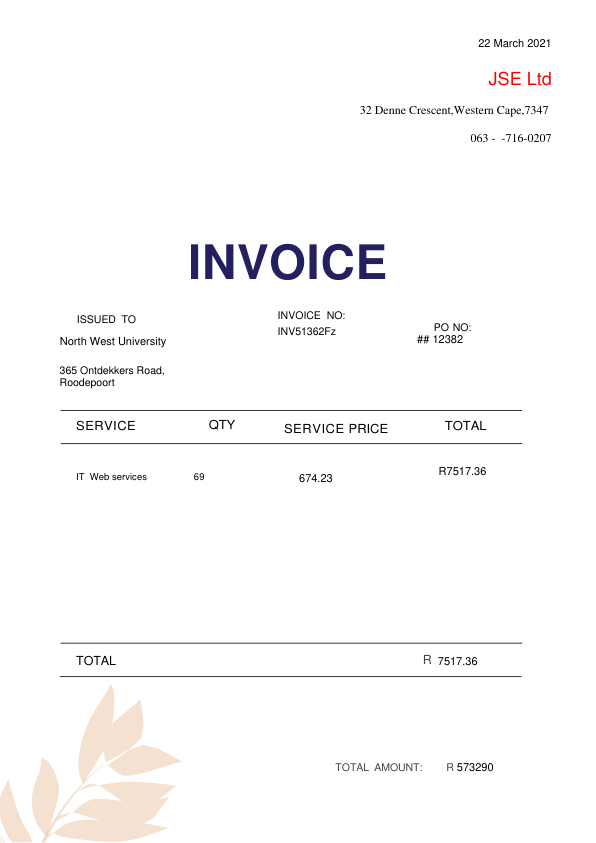 22 March 2021
JSE Ltd
32 Denne Crescent,Western Cape,7347
063 -  -716-0207
INVOICE
ISSUED TO
INVOICE NO:
PO NO:
North West University
INV51362Fz
## 12382
365 Ontdekkers Road,
Roodepoort
SERVICE QTY SERVICE PRICE TOTAL
IT Web services 69 674.23 R7517.36
TOTAL R 7517.36
TOTAL AMOUNT: R 573290